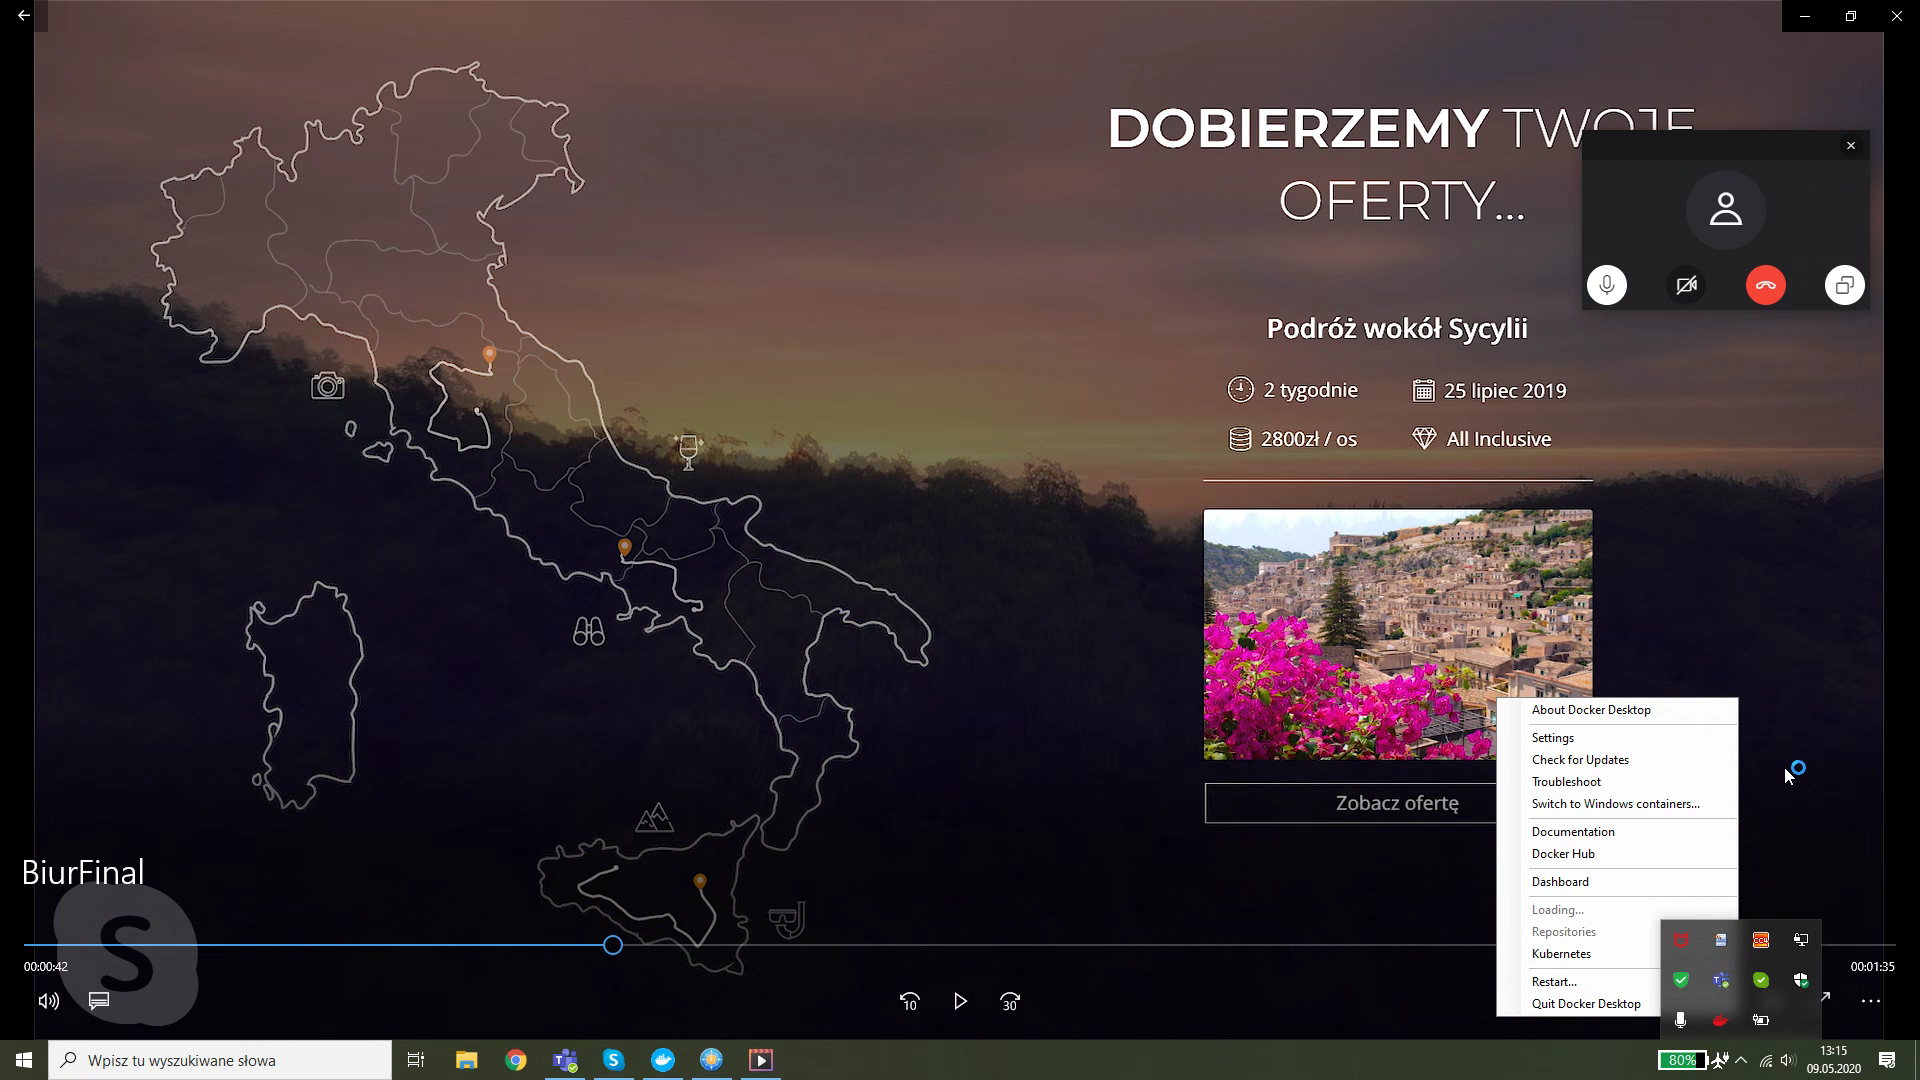 DOBIERZEMY TWOJE
OFERTY...
Podróż wokół Sycylii
2 tygodnie
25 lipiec 2019
2800zł / os
All Inclusive
Zobacz ofertę
About Docker Desktop
Settings
Check for Updates
Troubleshoot
Switch to Windows containers...
Documentation
Docker Hub
Dashboard
Loading...
Repositories
Kubernetes
Restart...
Quit Docker Desktop
BiurFinal
00:00:42
00:01:35
10
30
Wpisz tu wyszukiwane słowa
80%
13:15
09.05.2020